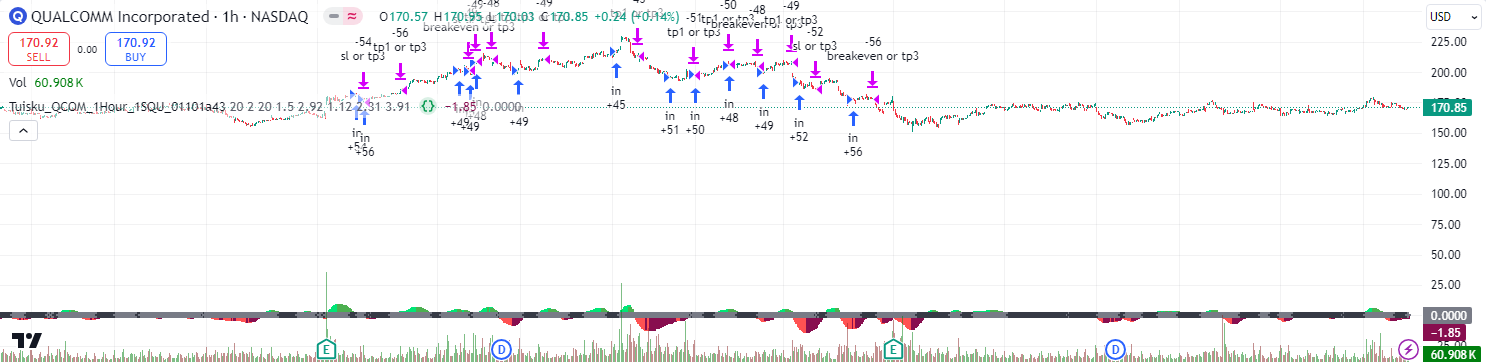 QUALCOMM Incorporated · 1h · NASDAQ
O170.57 H170.95 L170.03 C170.85 +0.24 (+0.14%)
170.92
SELL
0.00
170.92
BUY
Vol 60.908 K
Tuisku_QCOM_1Hour_1SQU_01101a43 20 2 20 1.5 2.92 1.12 2.31 3.91 {} −1.85 0.0000
USD
-54
sl or tp3
-56
tp1 or tp3
breakeven or tp3
-48
-49
-51
tp1 or tp3
-50
breakeven or tp3
-48
-49
tp1 or tp3
-52
sl or tp3
-56
breakeven or tp3
in
in
+56
+49
+48
+49
in
+49
in
+45
in
+51
in
+50
in
+48
in
+49
in
+52
in
+56
225.00
200.00
170.85
150.00
125.00
100.00
75.00
50.00
25.00
0.0000
−1.85
60.908 K
E
D
E
D